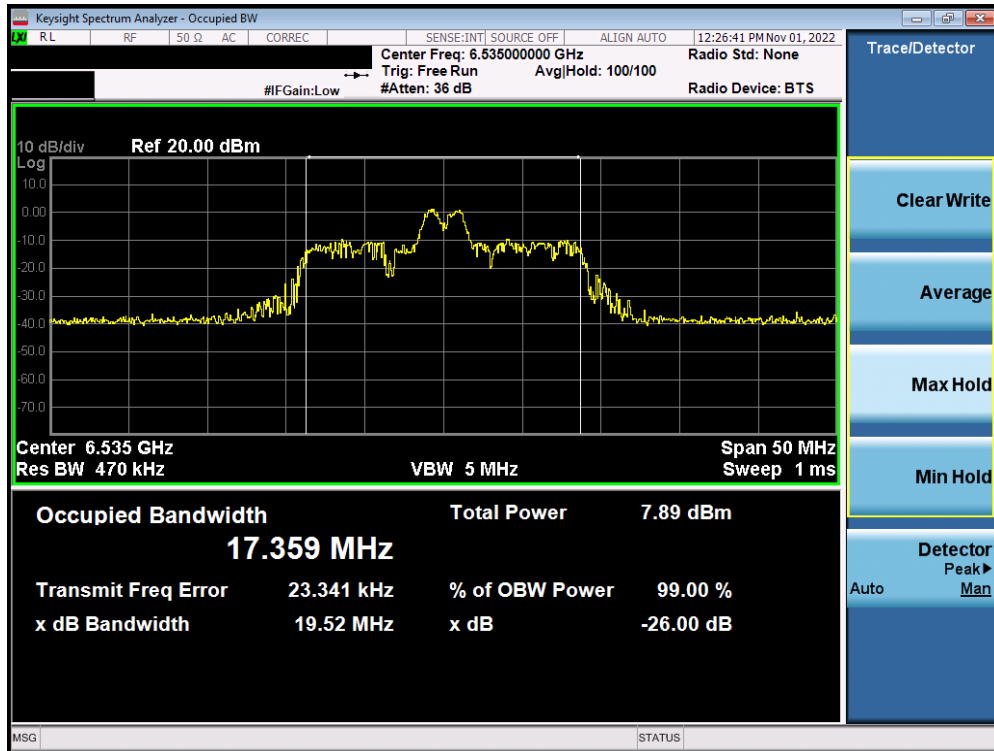 Keysight Spectrum Analyzer - Occupied BW
LXI RL RF 50 Ω AC CORREC SENSE:INT SOURCE OFF ALIGN AUTO 12:26:41 PM Nov 01, 2022
Center Freq: 6.535000000 GHz Radio Std: None
Trig: Free Run Avg|Hold: 100/100
#IFGain:Low #Atten: 36 dB Radio Device: BTS
Trace/Detector
10 dB/div Ref 20.00 dBm
Log
10.0
0.00
-10.0
-20.0
-30.0
-40.0
-50.0
-60.0
-70.0
Center 6.535 GHz Span 50 MHz
Res BW 470 kHz VBW 5 MHz Sweep 1 ms
Occupied Bandwidth Total Power 7.89 dBm
17.359 MHz
Transmit Freq Error 23.341 kHz % of OBW Power 99.00 %
x dB Bandwidth 19.52 MHz x dB -26.00 dB
Clear Write
Average
Max Hold
Min Hold
Detector
Peak▶
Auto Man
MSG STATUS